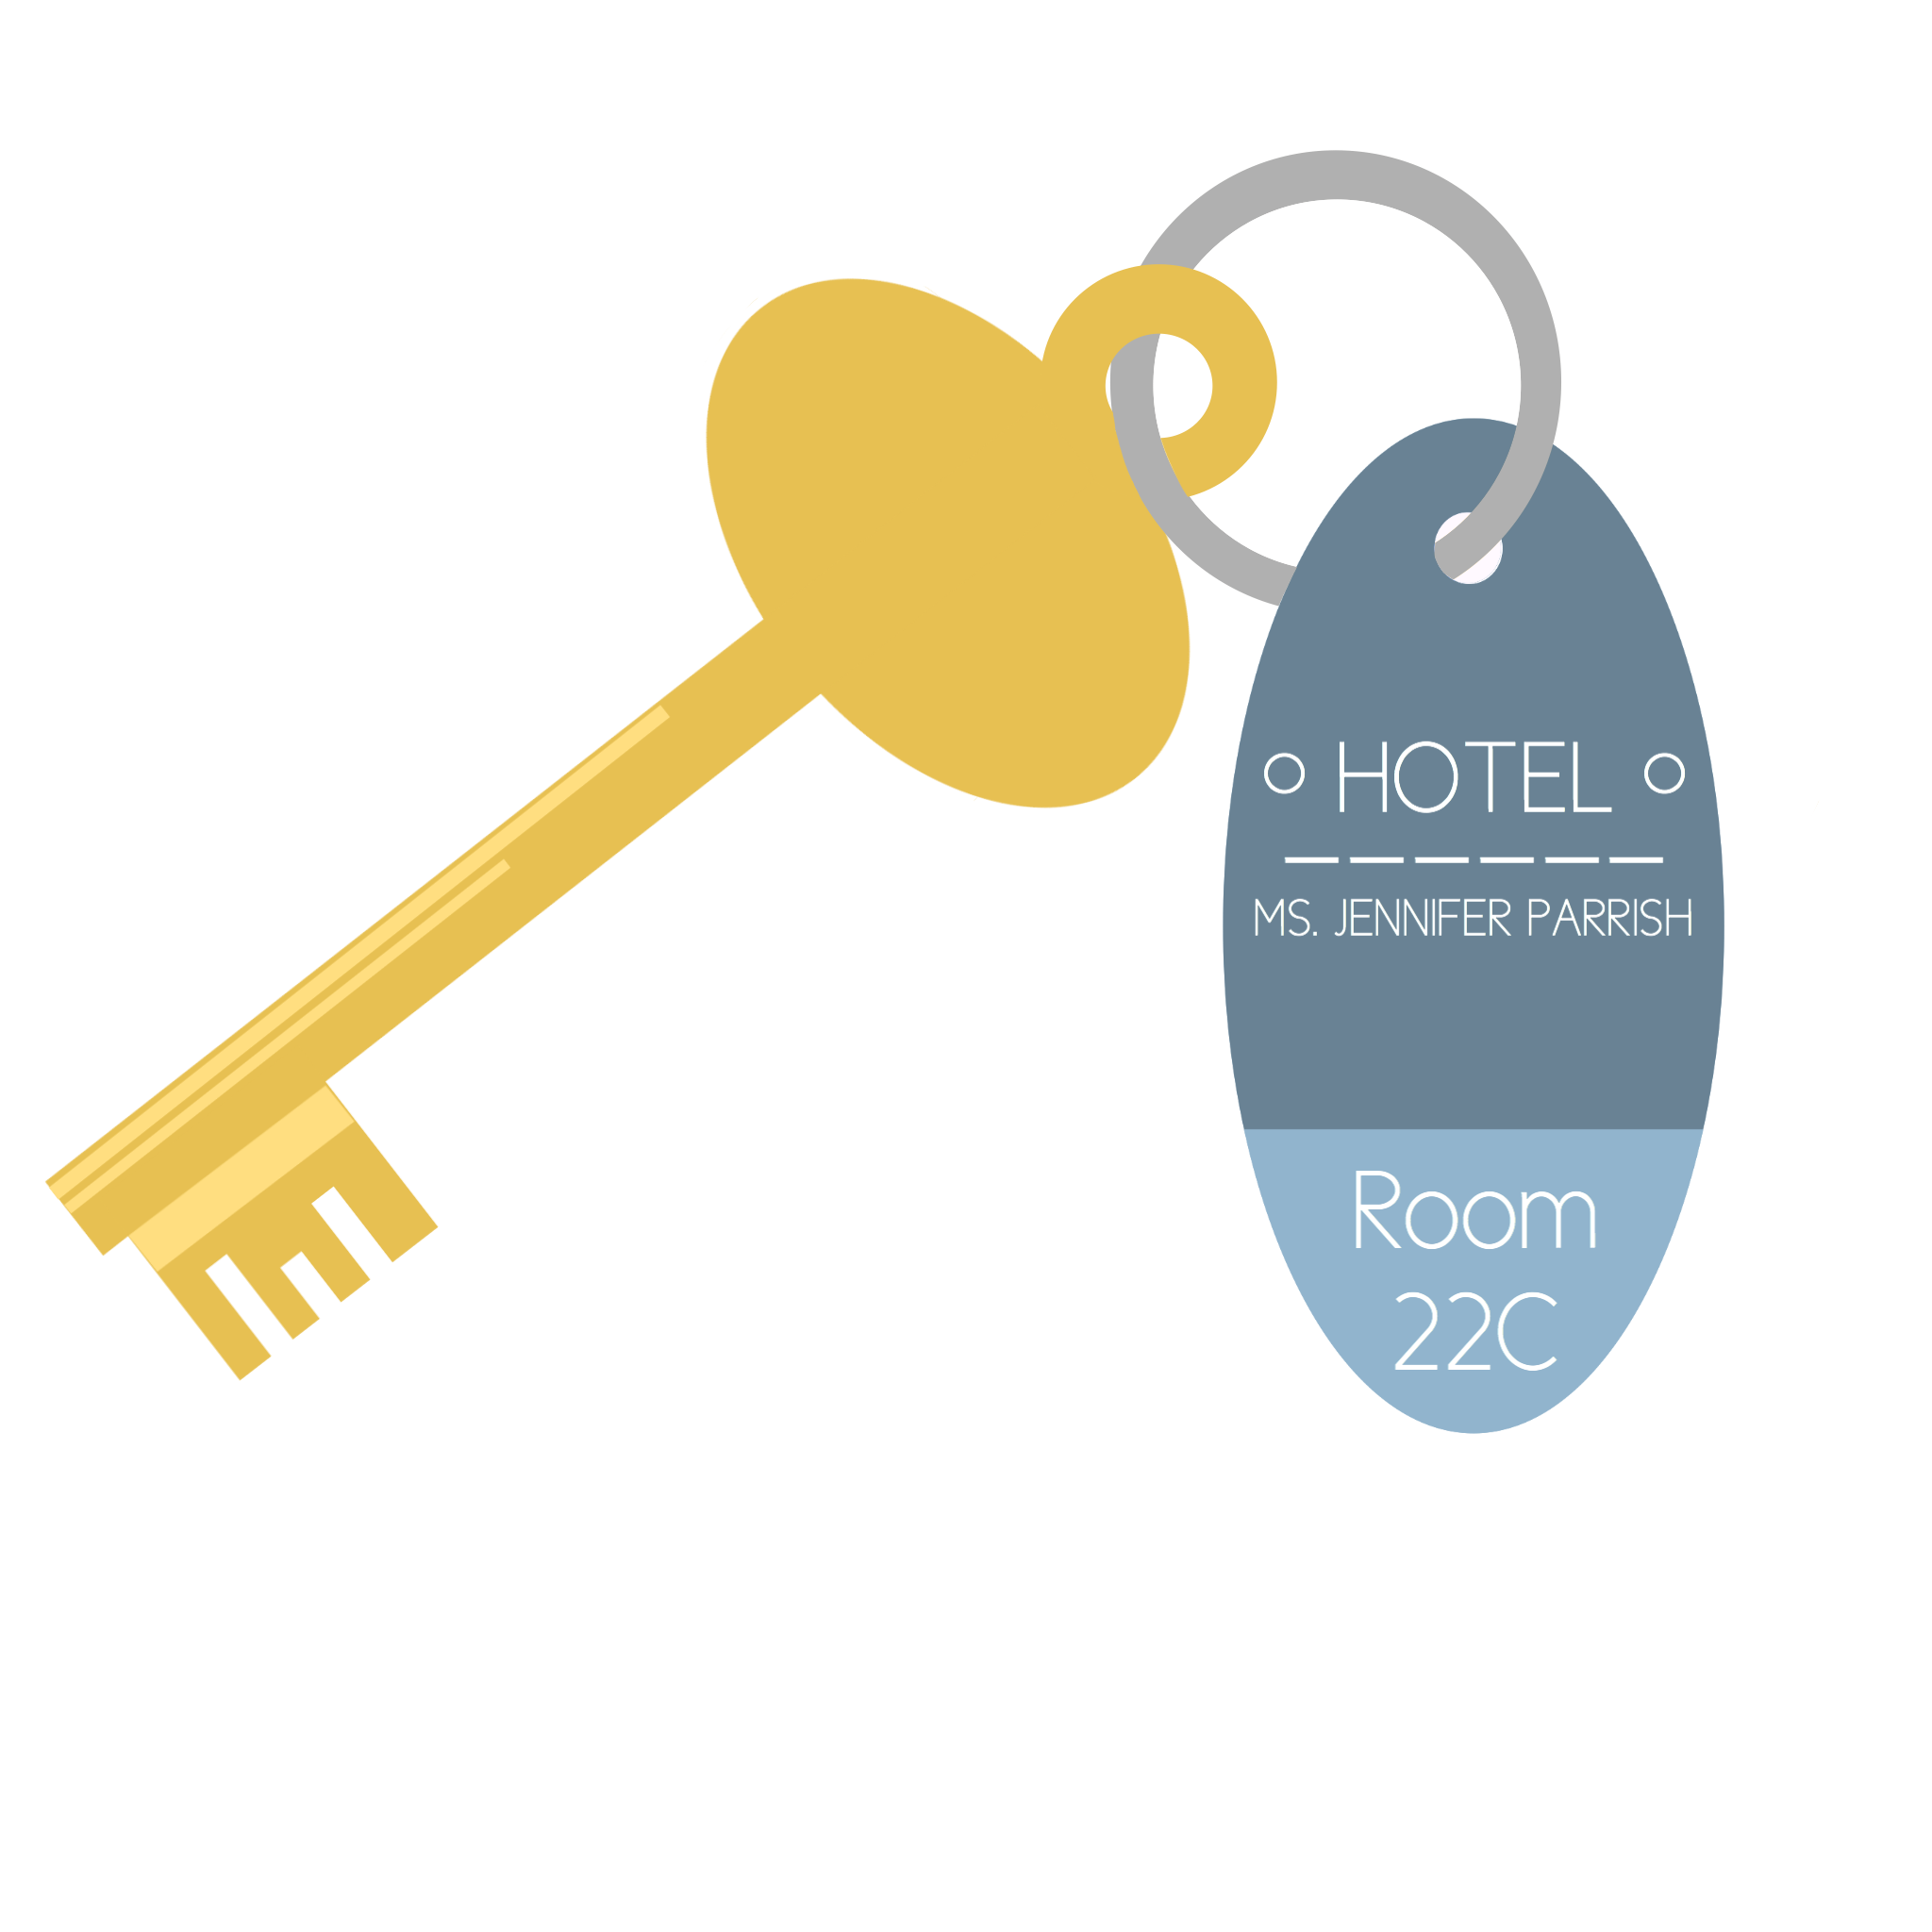 HOTEL
MS. JENNIFER PARRISH
Room
22C